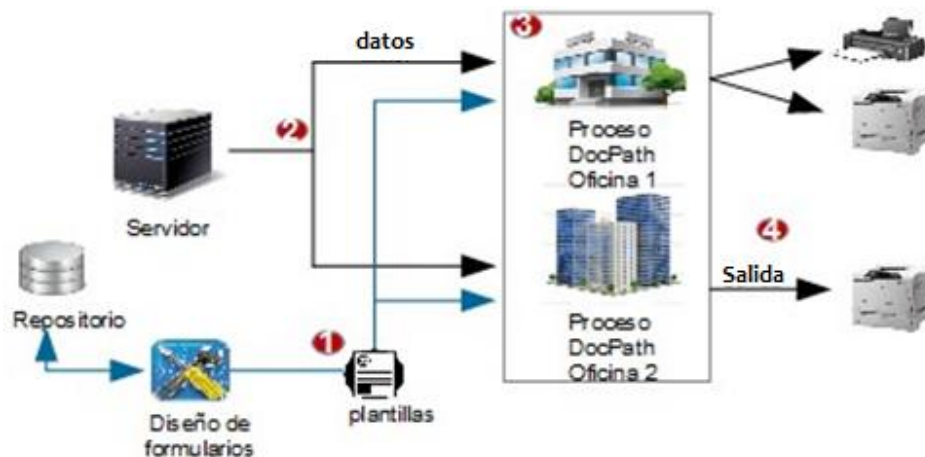 datos
3
2
Proceso
DocPath
Oficina 1
Servidor
4
Salida
Repositorio
1
Proceso
DocPath
Oficina 2
plantillas
Diseño de
formularios